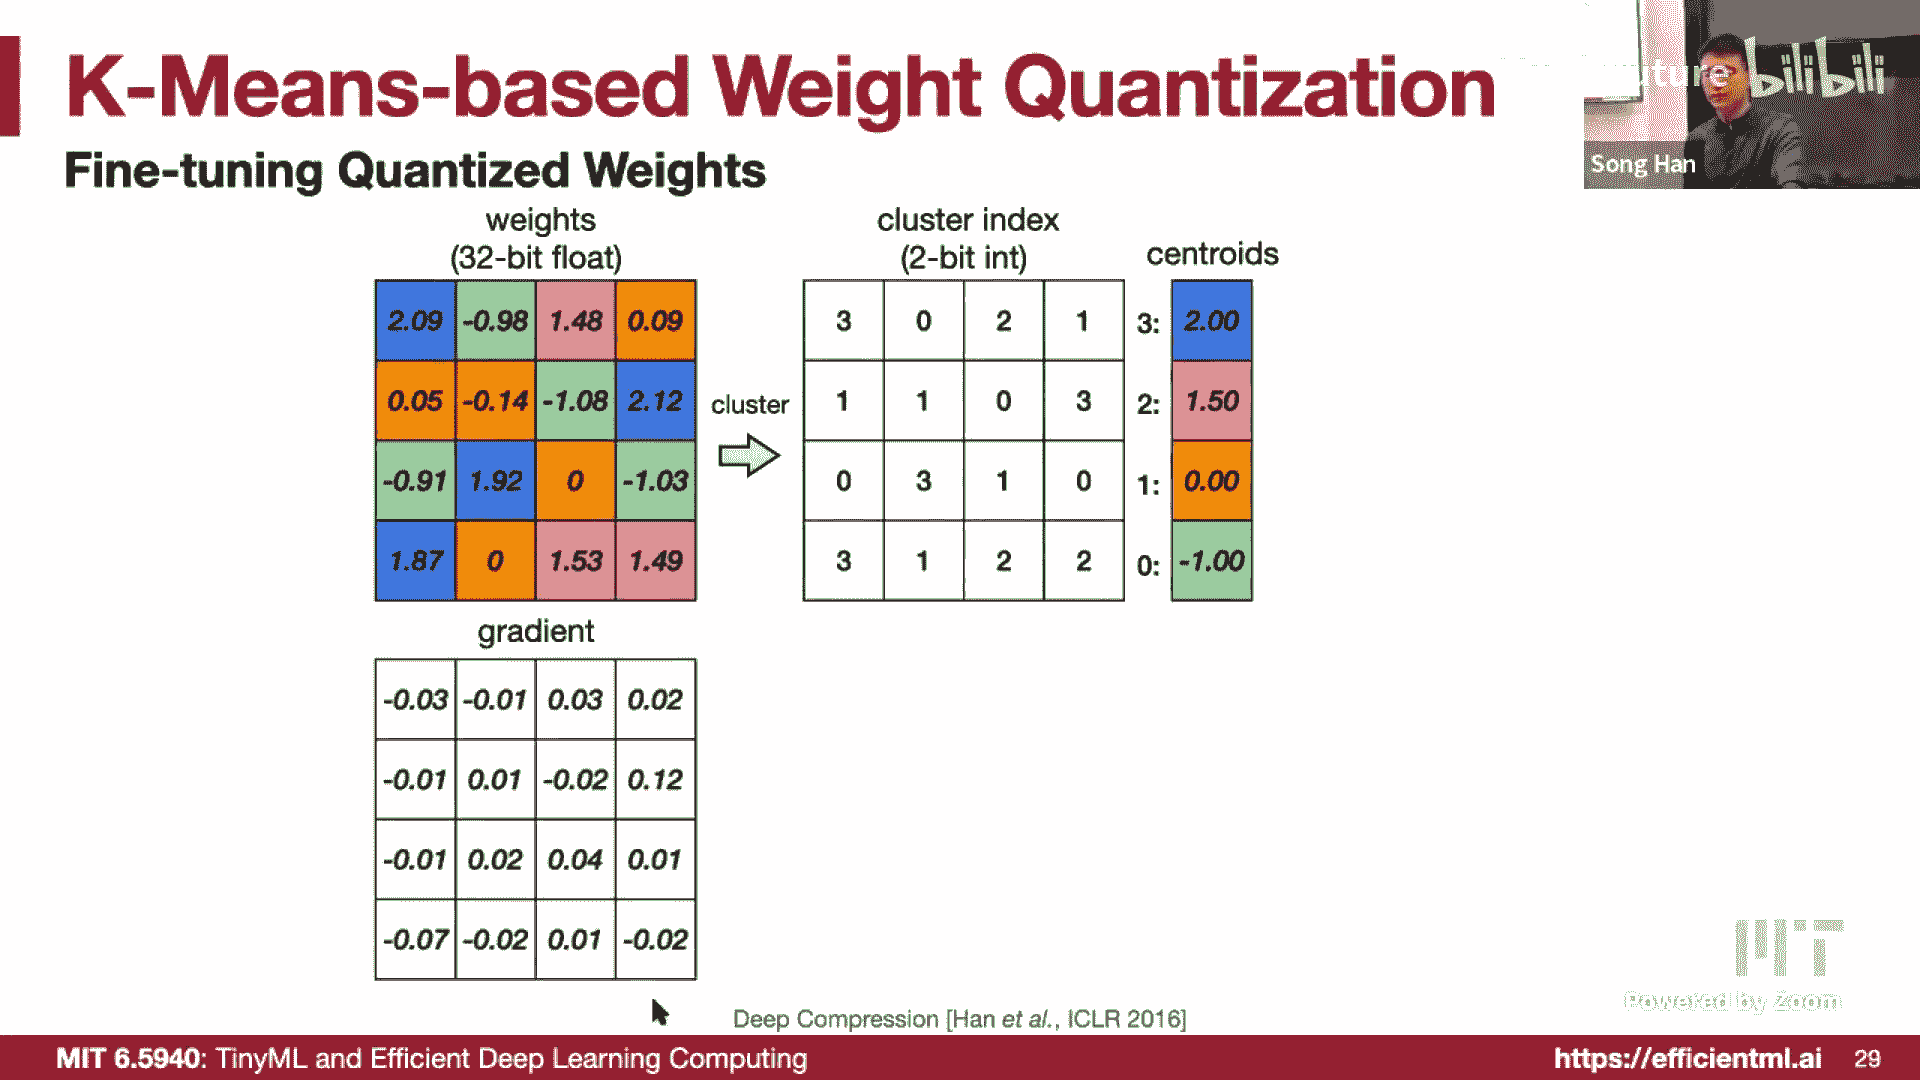 K-Means-based Weight Quantization
bilibili
Song Han
Fine-tuning Quantized Weights
weights
(32-bit float)
cluster index
(2-bit int)
centroids
2.09 -0.98 1.48 0.09
3 0 2 1
3: 2.00
0.05 -0.14 -1.08 2.12
cluster
1 1 0 3
2: 1.50
-0.91 1.92 0 -1.03
0 3 1 0
1: 0.00
1.87 0 1.53 1.49
3 1 2 2
0: -1.00
gradient
-0.03 -0.01 0.03 0.02
-0.01 0.01 -0.02 0.12
-0.01 0.02 0.04 0.01
-0.07 -0.02 0.01 -0.02
MIT
Powered by Zoom
Deep Compression [Han et al., ICLR 2016]
MIT 6.5940: TinyML and Efficient Deep Learning Computing
https://efficientml.ai 29